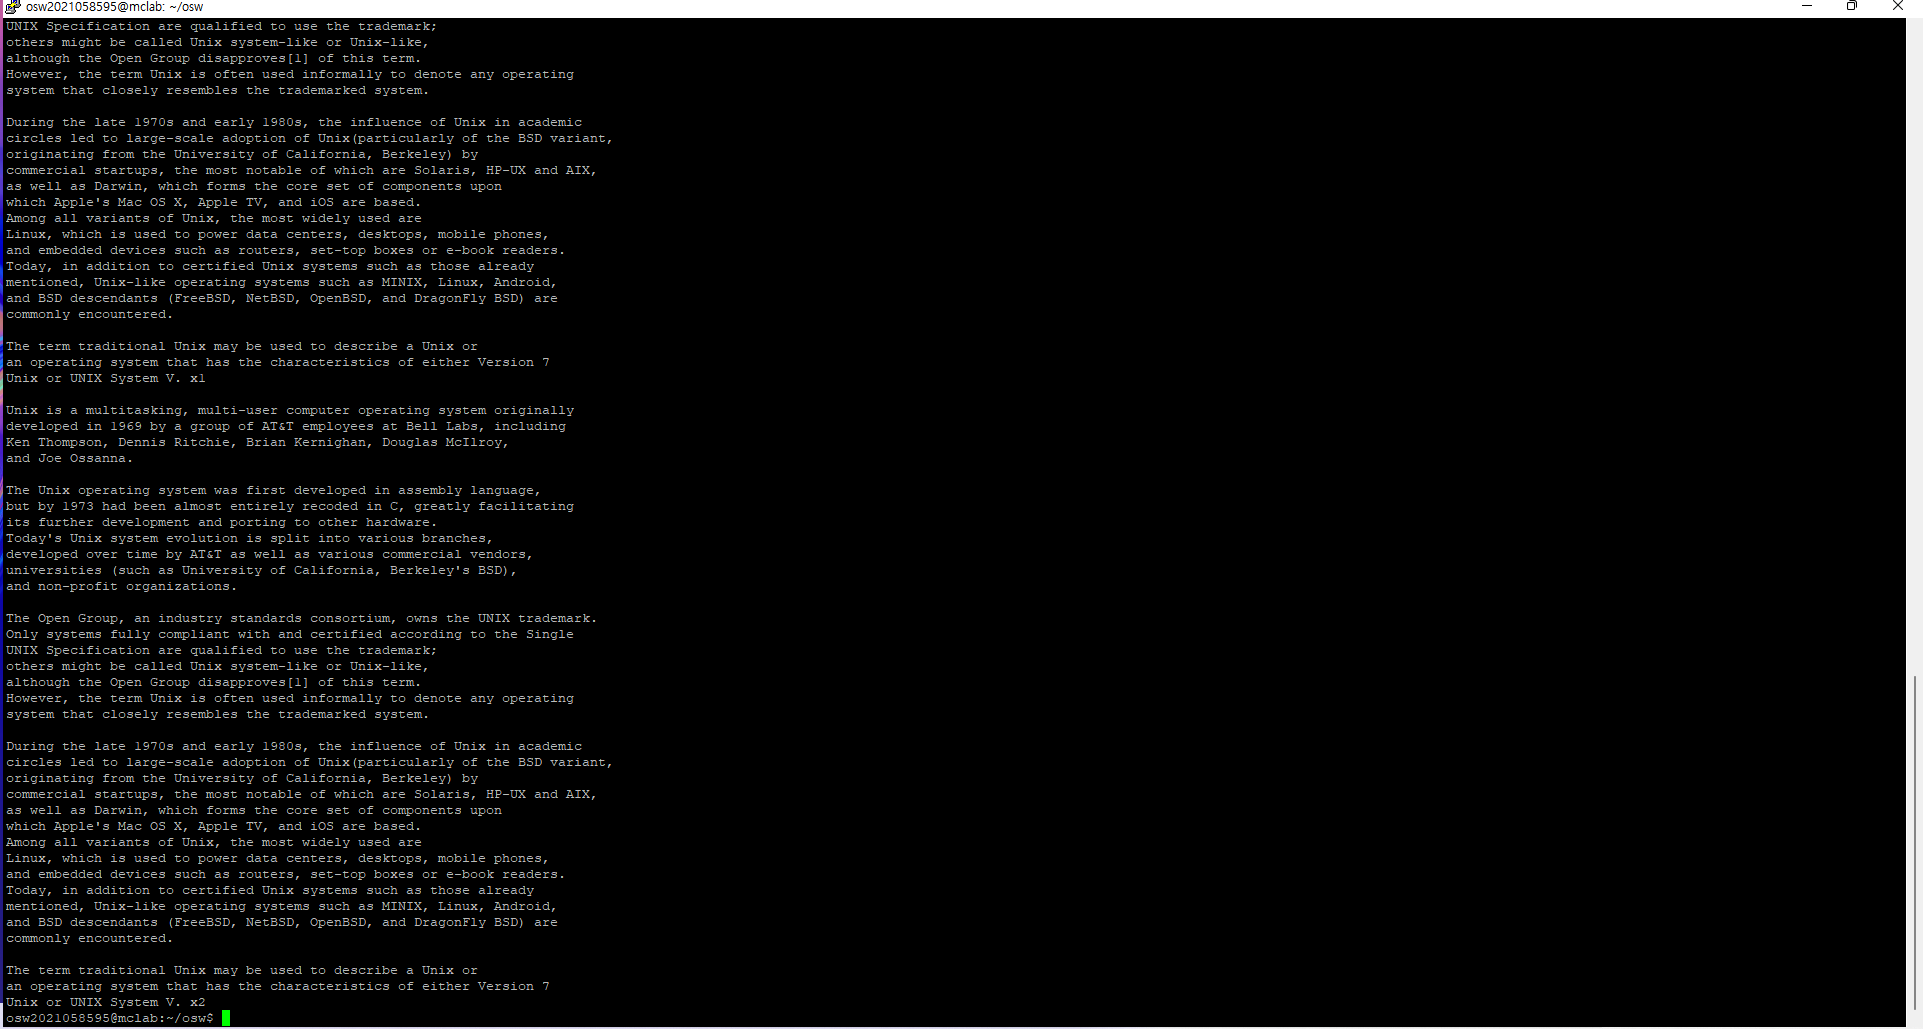 osw2021058595@mclab: ~/osw
UNIX Specification are qualified to use the trademark;
others might be called Unix system-like or Unix-like,
although the Open Group disapproves[1] of this term.
However, the term Unix is often used informally to denote any operating
system that closely resembles the trademarked system.

During the late 1970s and early 1980s, the influence of Unix in academic
circles led to large-scale adoption of Unix(particularly of the BSD variant,
originating from the University of California, Berkeley) by
commercial startups, the most notable of which are Solaris, HP-UX and AIX,
as well as Darwin, which forms the core set of components upon
which Apple's Mac OS X, Apple TV, and iOS are based.
Among all variants of Unix, the most widely used are
Linux, which is used to power data centers, desktops, mobile phones,
and embedded devices such as routers, set-top boxes or e-book readers.
Today, in addition to certified Unix systems such as those already
mentioned, Unix-like operating systems such as MINIX, Linux, Android,
and BSD descendants (FreeBSD, NetBSD, OpenBSD, and DragonFly BSD) are
commonly encountered.

The term traditional Unix may be used to describe a Unix or
an operating system that has the characteristics of either Version 7
Unix or UNIX System V. x1

Unix is a multitasking, multi-user computer operating system originally
developed in 1969 by a group of AT&T employees at Bell Labs, including
Ken Thompson, Dennis Ritchie, Brian Kernighan, Douglas McIlroy,
and Joe Ossanna.

The Unix operating system was first developed in assembly language,
but by 1973 had been almost entirely recoded in C, greatly facilitating
its further development and porting to other hardware.
Today's Unix system evolution is split into various branches,
developed over time by AT&T as well as various commercial vendors,
universities (such as University of California, Berkeley's BSD),
and non-profit organizations.

The Open Group, an industry standards consortium, owns the UNIX trademark.
Only systems fully compliant with and certified according to the Single
UNIX Specification are qualified to use the trademark;
others might be called Unix system-like or Unix-like,
although the Open Group disapproves[1] of this term.
However, the term Unix is often used informally to denote any operating
system that closely resembles the trademarked system.

During the late 1970s and early 1980s, the influence of Unix in academic
circles led to large-scale adoption of Unix(particularly of the BSD variant,
originating from the University of California, Berkeley) by
commercial startups, the most notable of which are Solaris, HP-UX and AIX,
as well as Darwin, which forms the core set of components upon
which Apple's Mac OS X, Apple TV, and iOS are based.
Among all variants of Unix, the most widely used are
Linux, which is used to power data centers, desktops, mobile phones,
and embedded devices such as routers, set-top boxes or e-book readers.
Today, in addition to certified Unix systems such as those already
mentioned, Unix-like operating systems such as MINIX, Linux, Android,
and BSD descendants (FreeBSD, NetBSD, OpenBSD, and DragonFly BSD) are
commonly encountered.

The term traditional Unix may be used to describe a Unix or
an operating system that has the characteristics of either Version 7
Unix or UNIX System V. x2
osw2021058595@mclab:~/osw$